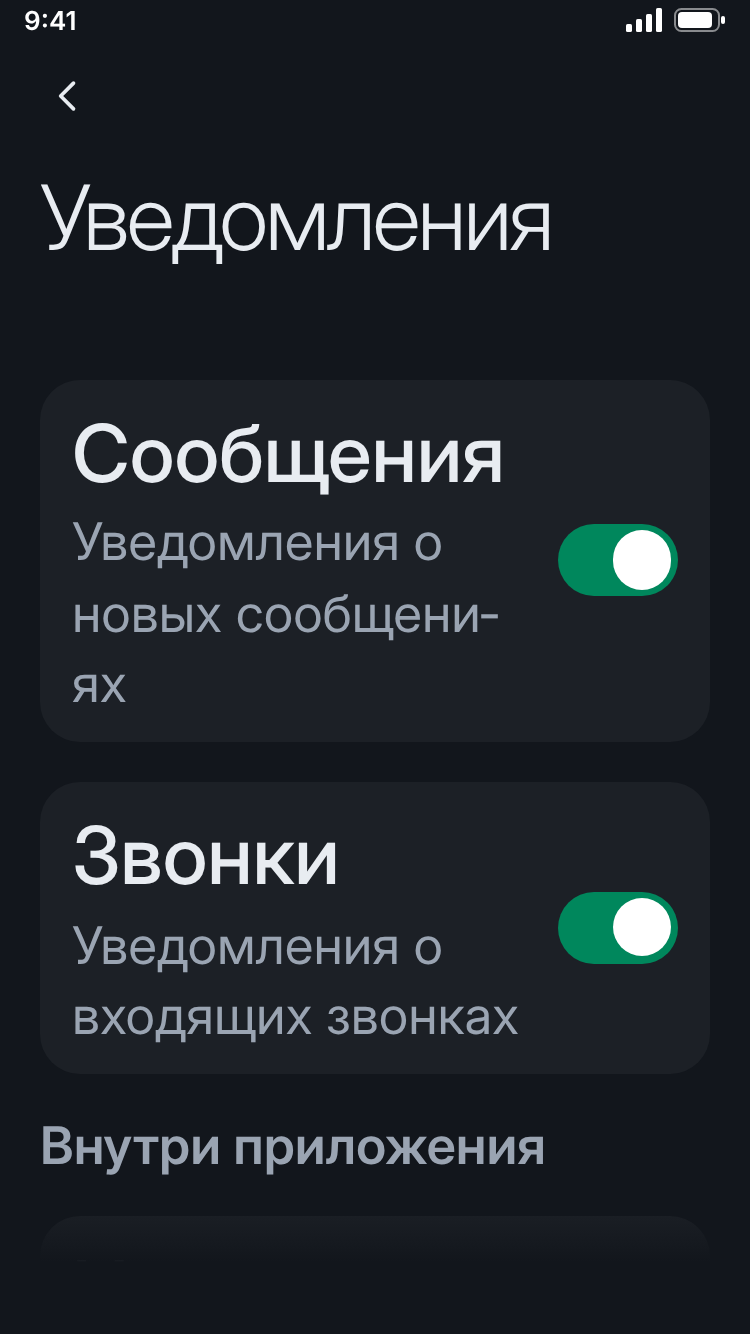 9:41
Уведомления
Сообщения
Уведомления о
новых сообщени-
ях
Звонки
Уведомления о
входящих звонках
Внутри приложения